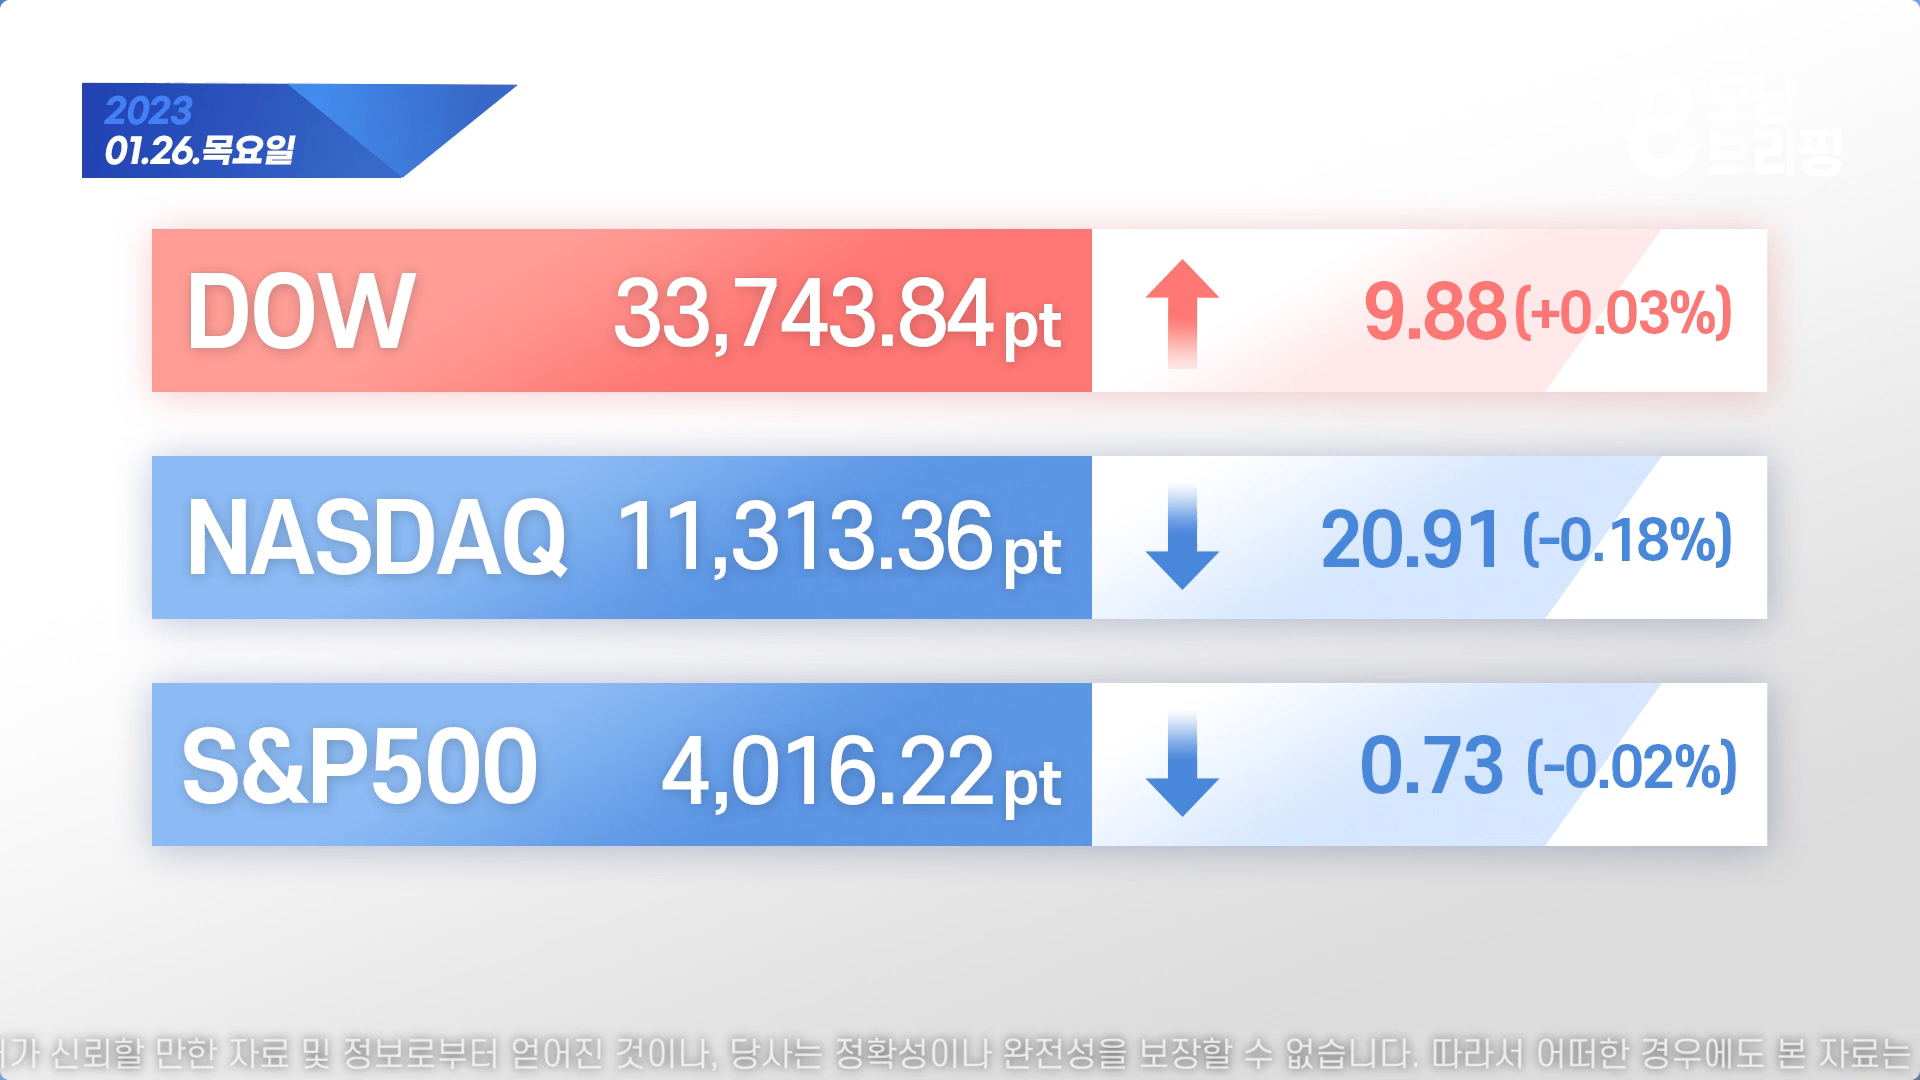 2023
01.26.목요일
DOW 33,743.84pt 9.88(+0.03%)
NASDAQ 11,313.36pt 20.91 (-0.18%)
S&P500 4,016.22pt 0.73 (-0.02%)
신뢰할 만한 자료 및 정보로부터 얻어진 것이나, 당사는 정확성이나 완전성을 보장할 수 없습니다. 따라서 어떠한 경우에도 본 자료는